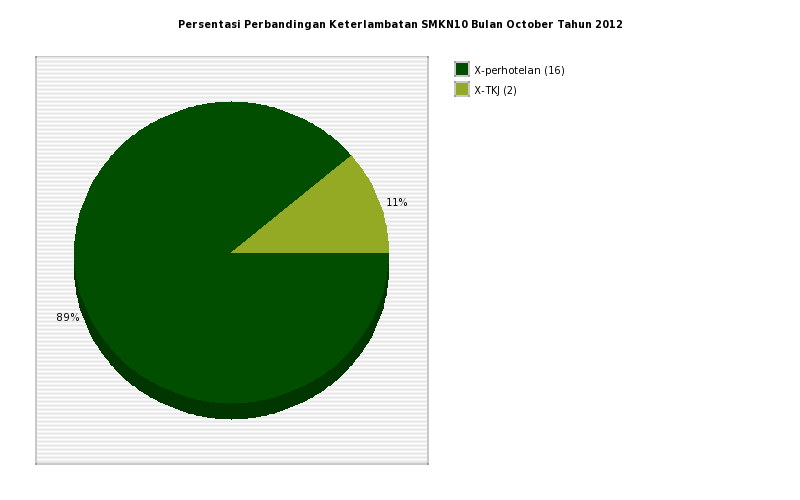 Persentasi Perbandingan Keterlambatan SMKN10 Bulan October Tahun 2012
X-perhotelan (16)
X-TKJ (2)
11%
89%